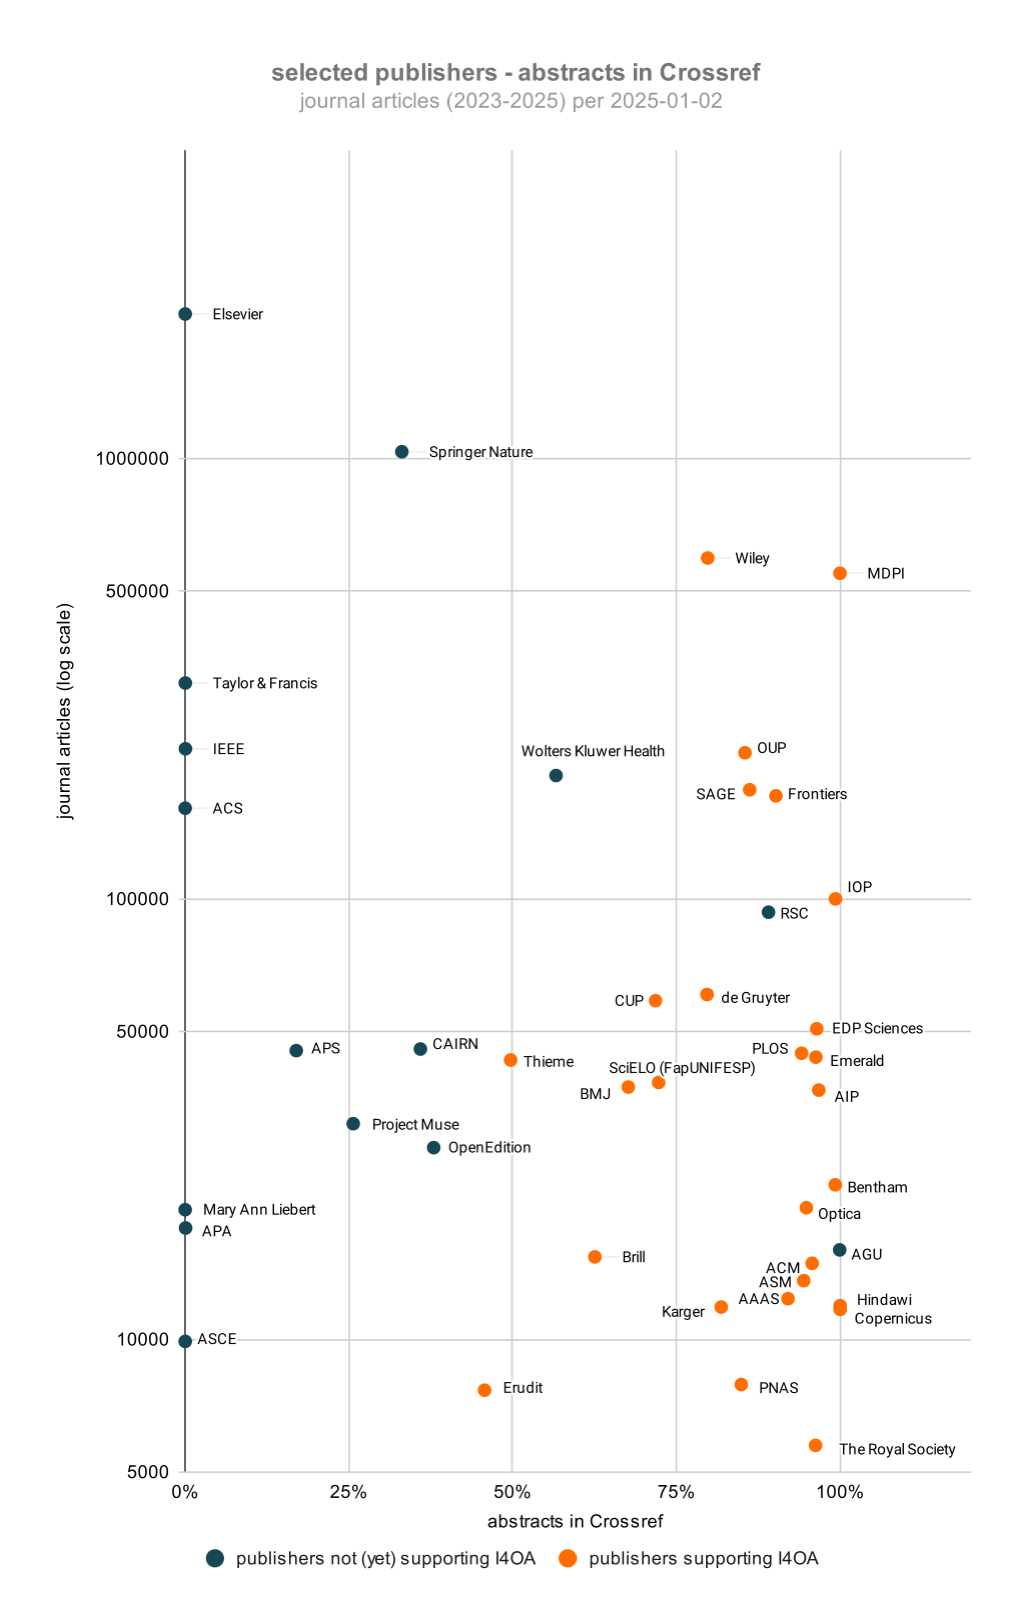 selected publishers - abstracts in Crossref
journal articles (2023-2025) per 2025-01-02
Elsevier
Springer Nature
1000000
Wiley
MDPI
500000
journal articles (log scale)
Taylor & Francis
IEEE
OUP
Wolters Kluwer Health
SAGE
Frontiers
ACS
IOP
100000
RSC
CUP
de Gruyter
EDP Sciences
50000
APS
CAIRN
PLOS
Thieme
Emerald
SciELO (FapUNIFESP)
BMJ
AIP
Project Muse
OpenEdition
Bentham
Mary Ann Liebert
Optica
APA
AGU
Brill
ACM
ASM
AAAS
Hindawi
Karger
Copernicus
10000
ASCE
Erudit
PNAS
The Royal Society
5000
0% 25% 50% 75% 100%
abstracts in Crossref
publishers not (yet) supporting I4OA publishers supporting I4OA